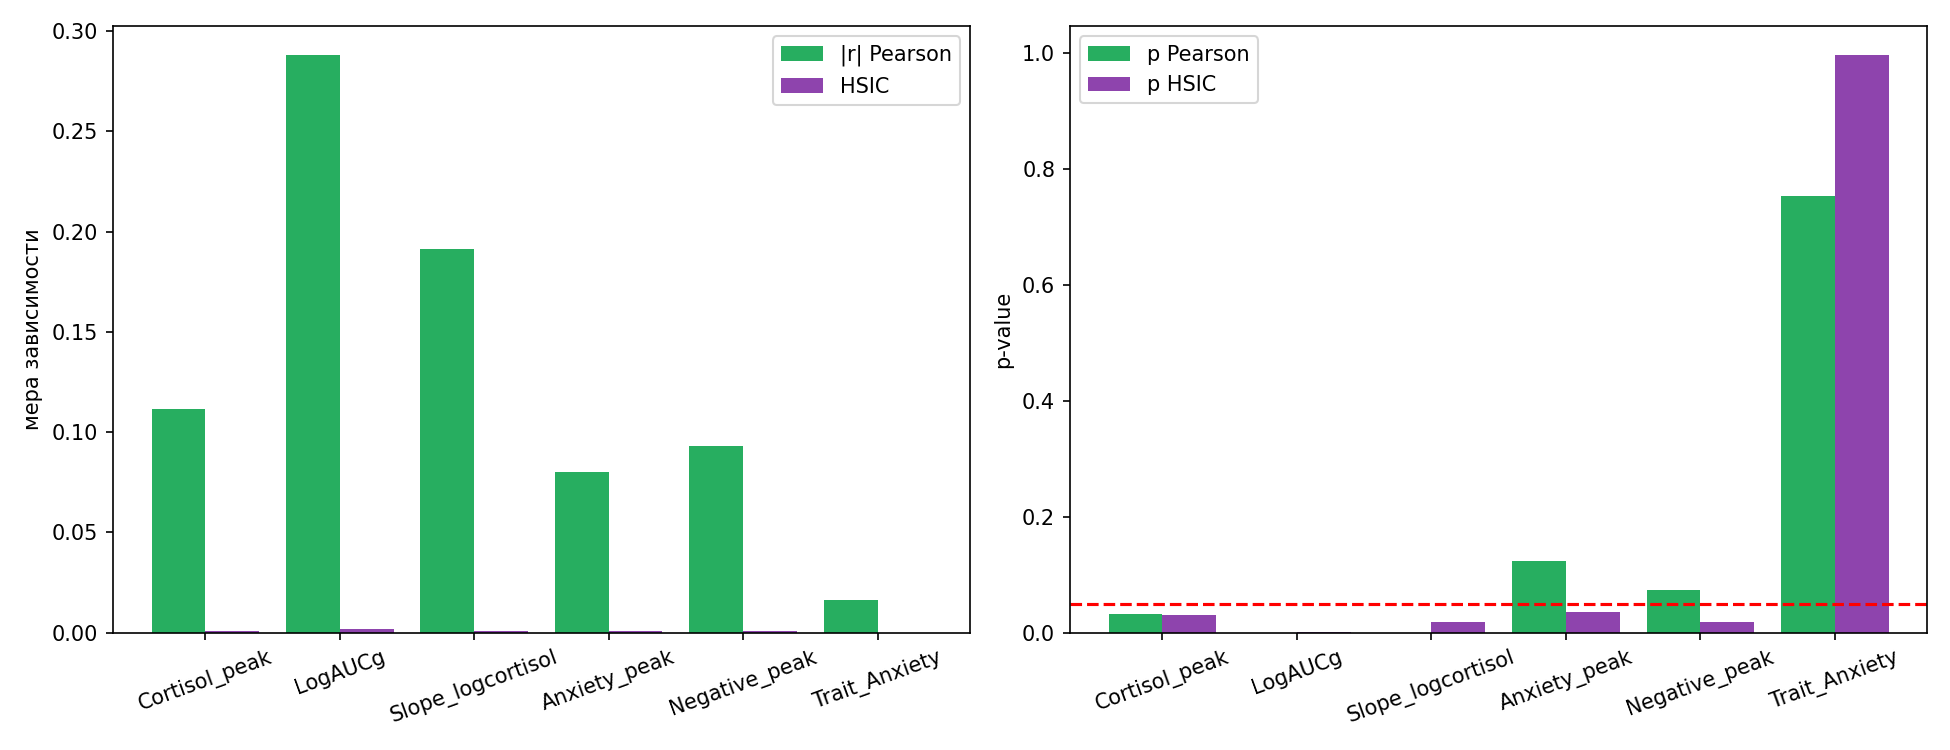 мера зависимости
0.30
0.25
0.20
0.15
0.10
0.05
0.00
|r| Pearson
HSIC
Cortisol_peak
LogAUCg
Slope_logcortisol
Anxiety_peak
Negative_peak
Trait_Anxiety
p-value
1.0
0.8
0.6
0.4
0.2
0.0
p Pearson
p HSIC
Cortisol_peak
LogAUCg
Slope_logcortisol
Anxiety_peak
Negative_peak
Trait_Anxiety